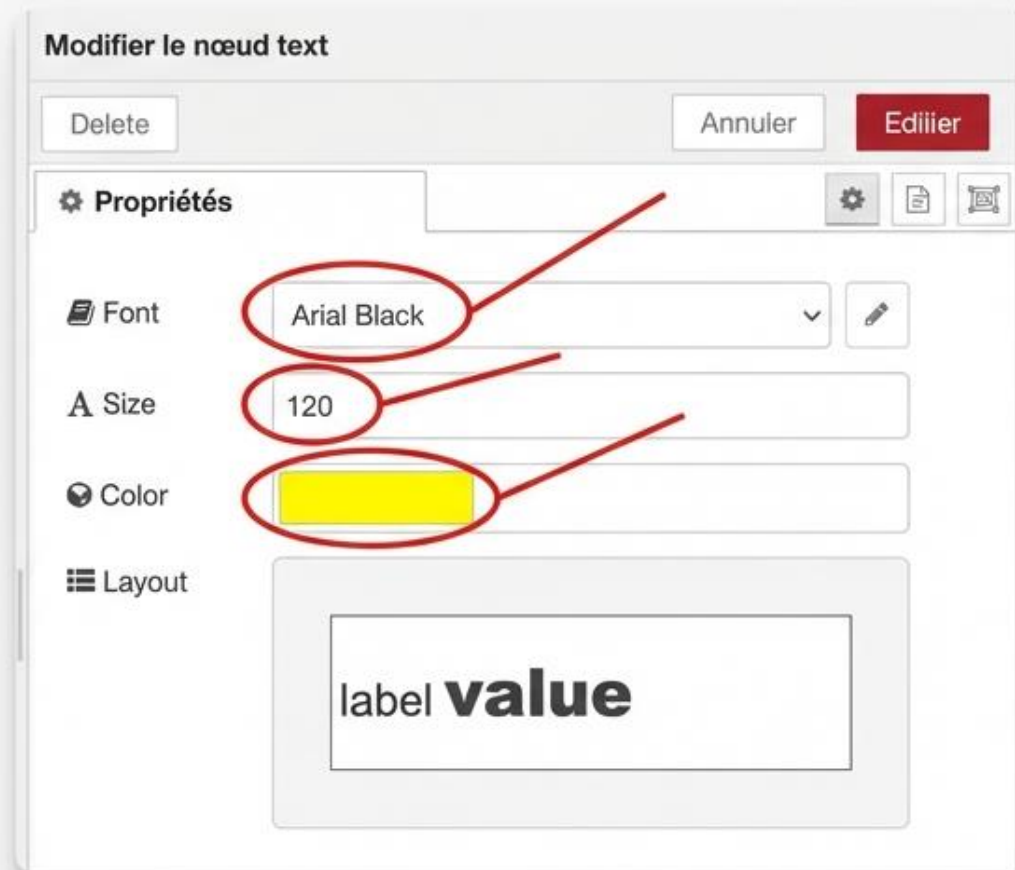 Modifier le nœud text
Delete
Annuler
Ediiier
Propriétés
Font
Arial Black
A Size
120
Color
Layout
label value